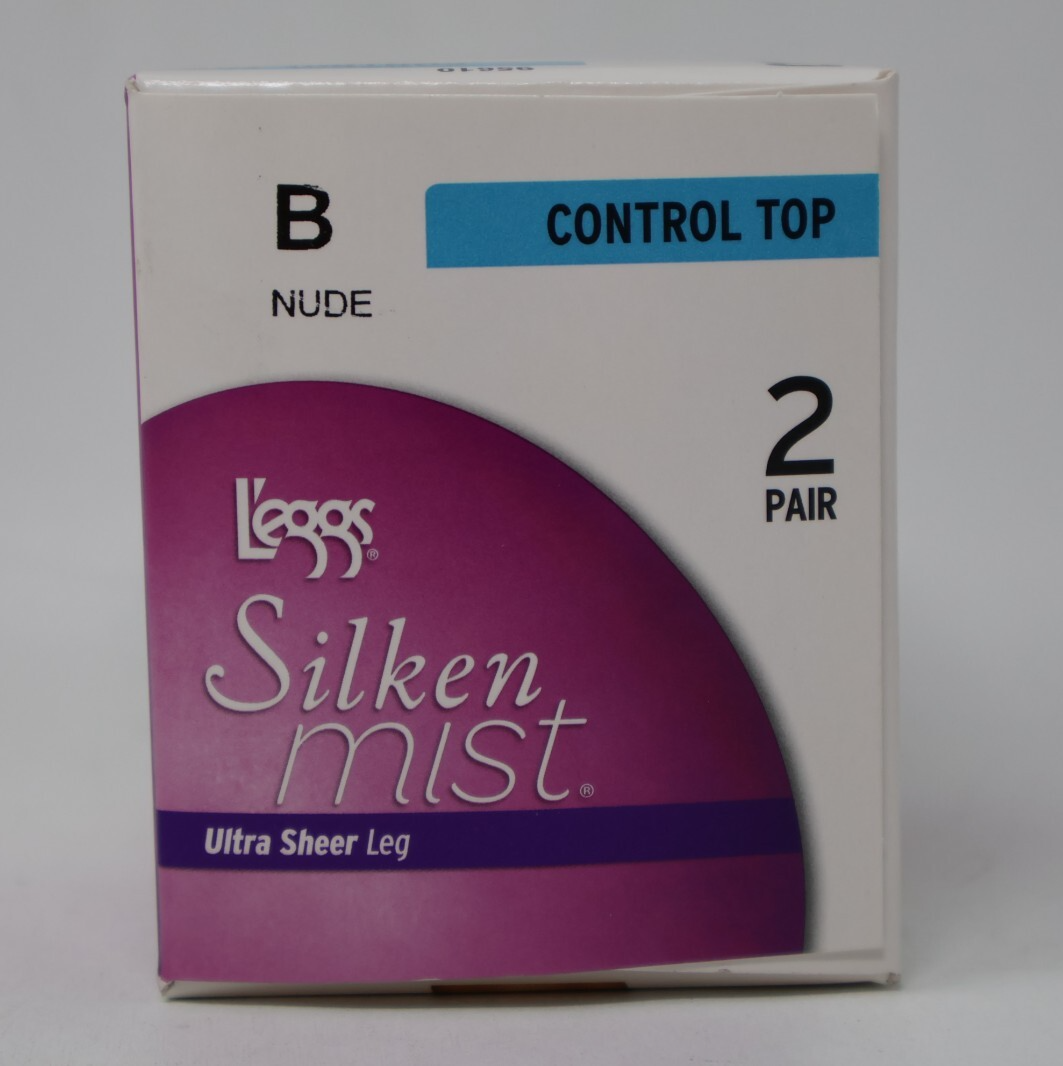 B
CONTROL TOP
NUDE
2
PAIR
L'eggs®
Silken
mist®
Ultra Sheer Leg